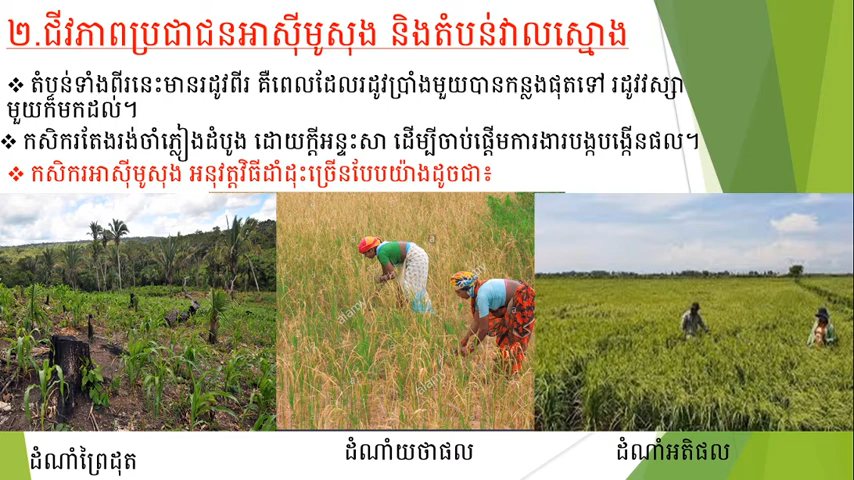 ២.ជីវភាពប្រជាជនអាស៊ីមូសុង និងតំបន់វាលស្មោង
❖ តំបន់ទាំងពីរនេះមានរដូវពីរ គឺពេលដែលរដូវប្រាំងមួយបានកន្លងផុតទៅ រដូវវស្សា
មួយក៏មកដល់។
❖ កសិករតែងរង់ចាំភ្លៀងដំបូង ដោយក្តីអន្ទះសា ដើម្បីចាប់ផ្តើមការងារបង្កបង្កើនផល។
❖ កសិករអាស៊ីមូសុង អនុវត្តវិធីដាំដុះច្រើនបែបយ៉ាងដូចជា៖
alamy
alamy
ដំណាំព្រៃដុត
ដំណាំយថាផល
ដំណាំអតិផល